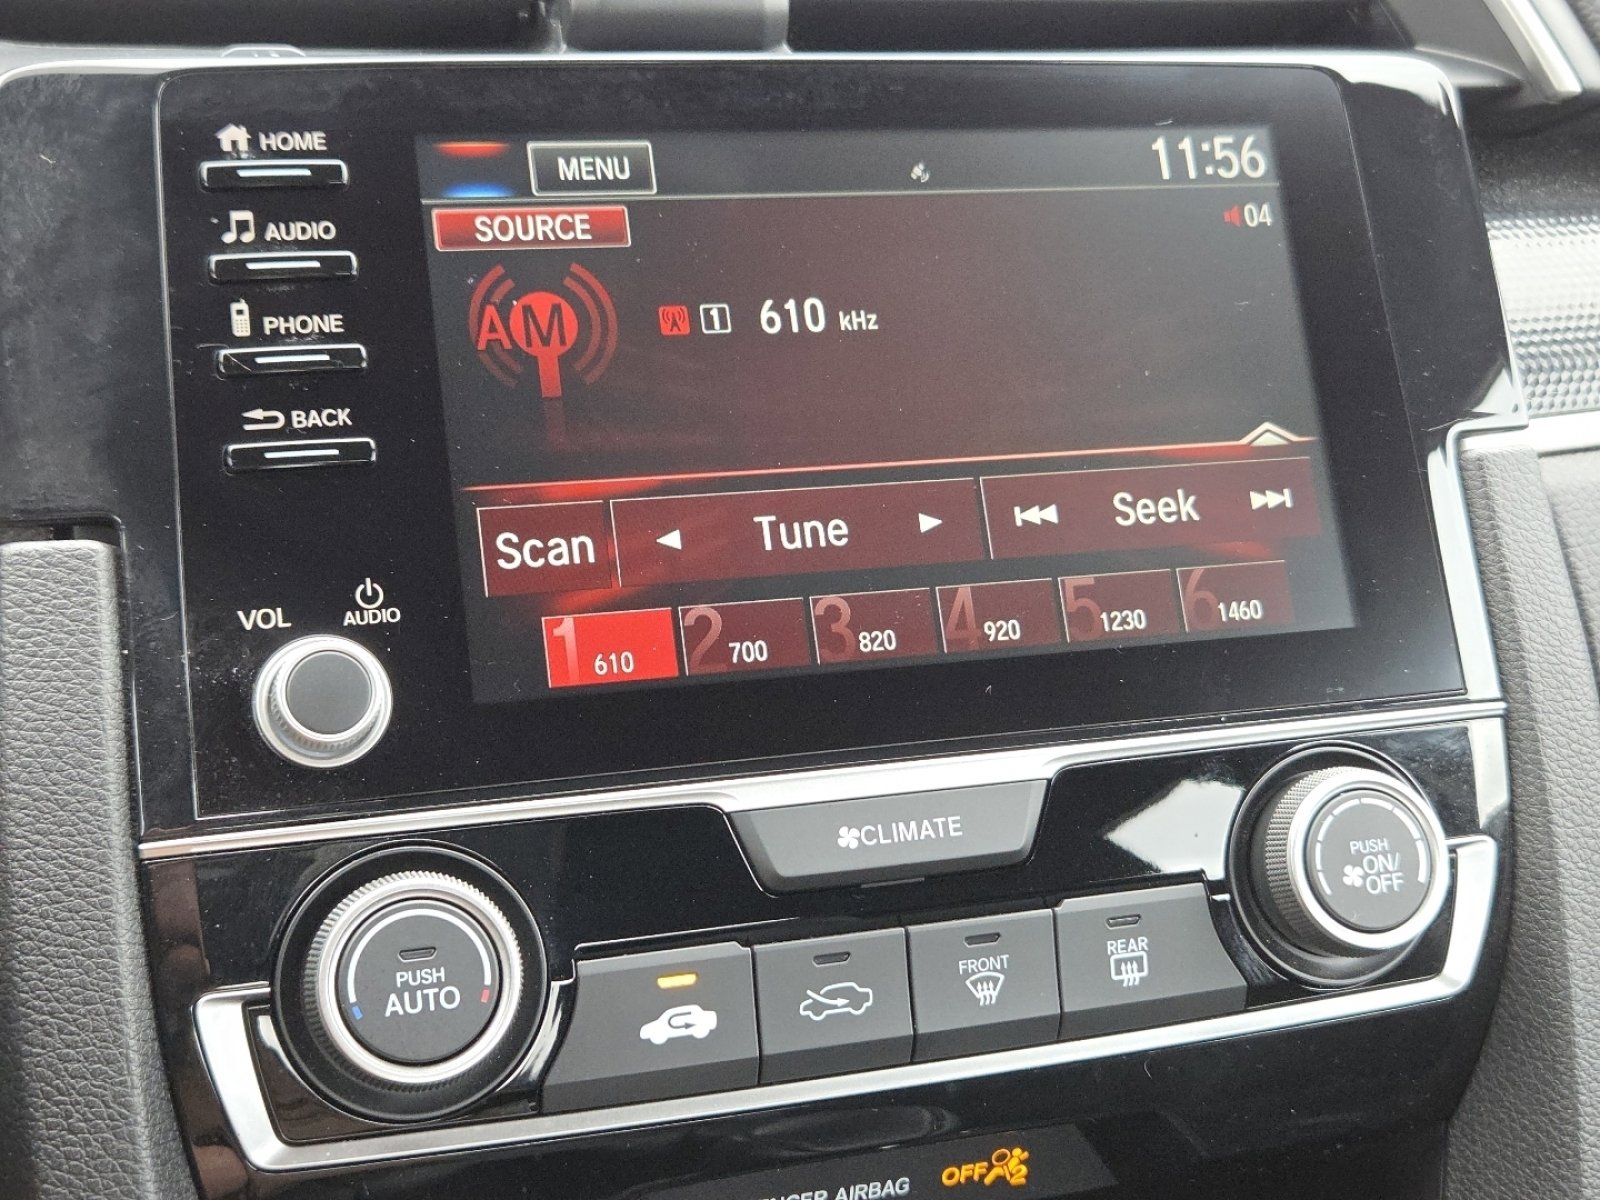 HOME
AUDIO
PHONE
BACK
VOL
AUDIO
MENU
11:56
SOURCE
04
AM
1 610 kHz
Scan
Tune
Seek
1 610
2 700
3 820
4 920
5 1230
6 1460
CLIMATE
PUSH
AUTO
FRONT
REAR
PUSH
ON/
OFF
AIRBAG
OFF
2